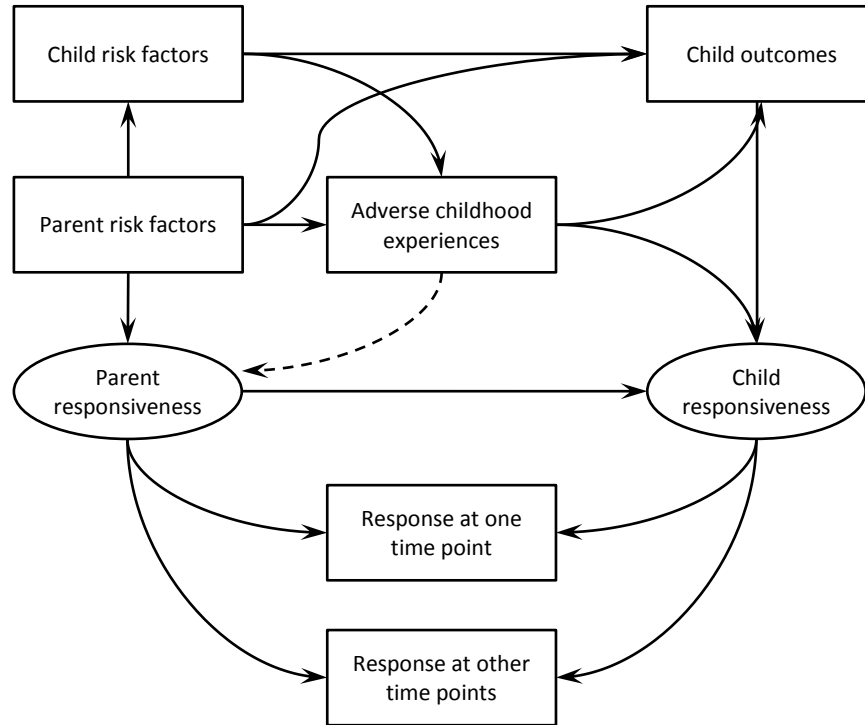 Child risk factors
Child outcomes
Parent risk factors
Adverse childhood
experiences
Parent
responsiveness
Child
responsiveness
Response at one
time point
Response at other
time points